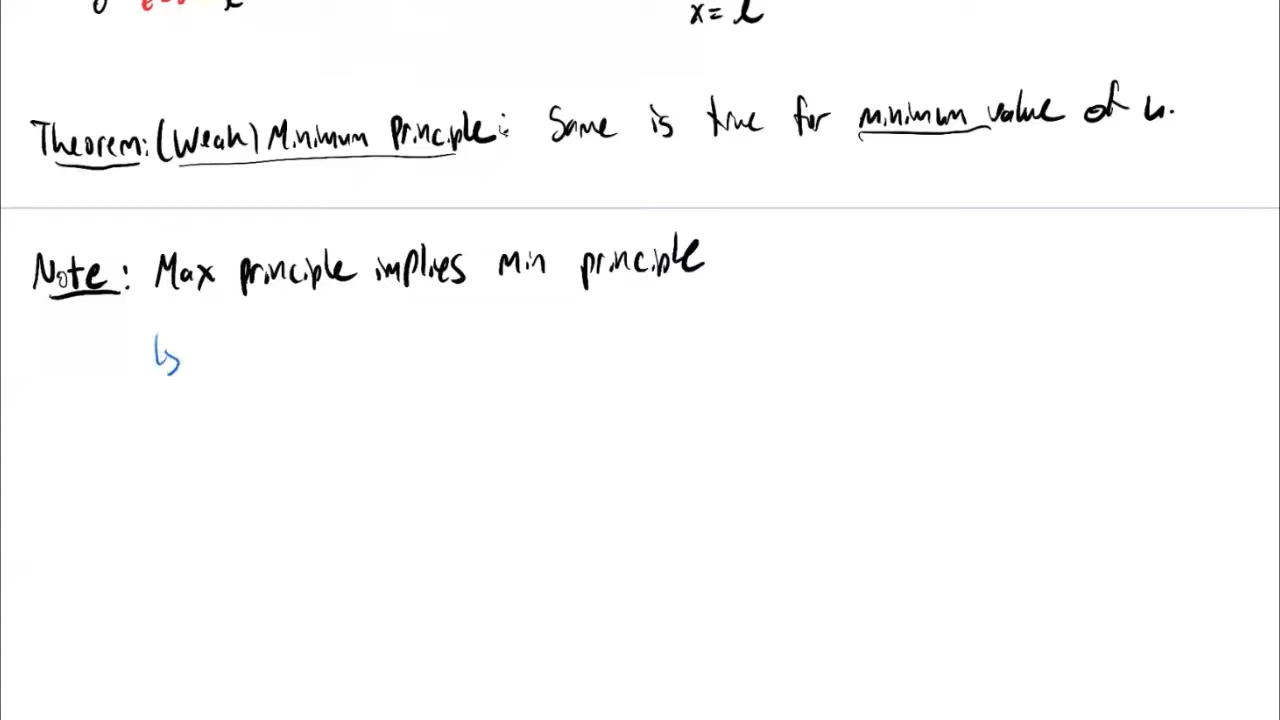 x = l
Theorem: (Weak) Minimum Principle: Same is true for minimum value of u.
Note: Max principle implies min principle
↳